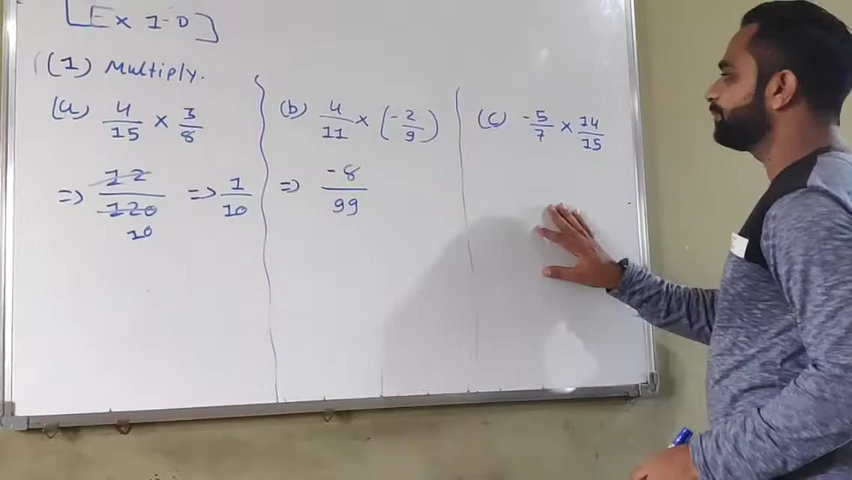 [Ex 1-D]
(1) Multiply.
(a) 4/15 × 3/8
⇒ 12/120 10 ⇒ 1/10
(b) 4/11 × (-2/9)
⇒ -8/99
(c) -5/7 × 14/15